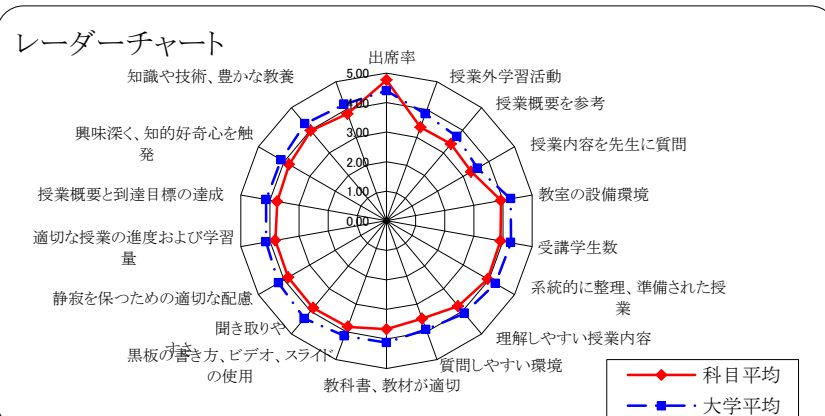 レーダーチャート
出席率
授業外学習活動
授業概要を参考
授業内容を先生に質問
教室の設備環境
受講学生数
系統的に整理、準備された授
業
理解しやすい授業内容
質問しやすい環境
教科書、教材が適切
黒板の書き方、ビデオ、スライド
の使用
聞き取りや
すさ
静寂を保つための適切な配慮
適切な授業の進度および学習
量
授業概要と到達目標の達成
興味深く、知的好奇心を触
発
知識や技術、豊かな教養
5.00
4.00
3.00
2.00
1.00
0.00
科目平均
大学平均